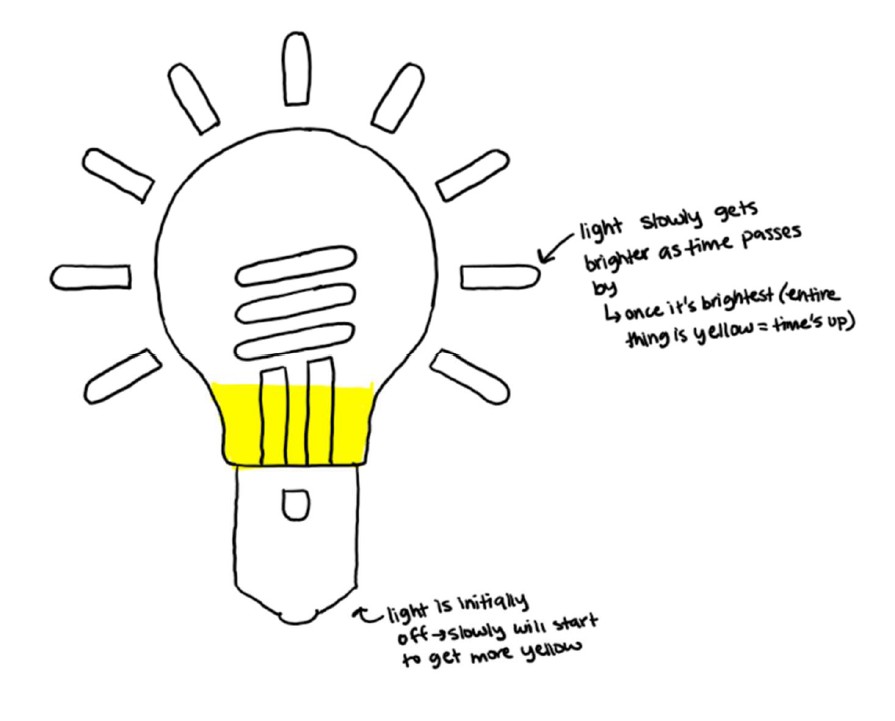 light slowly gets
brighter as time passes
by
↳ once it's brightest (entire
thing is yellow = time's up)
light is initially
off → slowly will start
to get more yellow